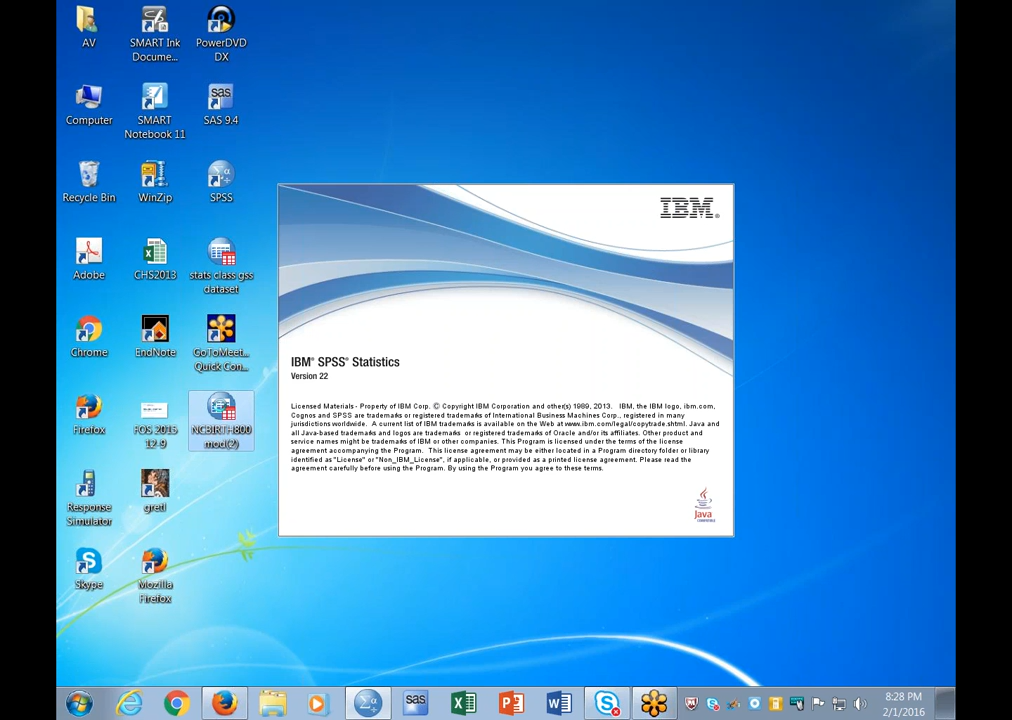 AV
SMART Ink
Docume...
PowerDVD
DX
Computer
SMART
Notebook 11
SAS 9.4
Recycle Bin
WinZip
SPSS
Adobe
CHS2013
stats class gss
dataset
Chrome
EndNote
GoToMeet...
Quick Con...
Firefox
FOS 2015
12-9
NCBIRTH800
mod(2)
Response
Simulator
gretl
Skype
Mozilla
Firefox
IBM®
IBM® SPSS® Statistics
Version 22
Licensed Materials - Property of IBM Corp. © Copyright IBM Corporation and other(s) 1989, 2013. IBM, the IBM logo, ibm.com,
Cognos and SPSS are trademarks or registered trademarks of International Business Machines Corp., registered in many
jurisdictions worldwide. A current list of IBM trademarks is available on the Web at www.ibm.com/legal/copytrade.shtml. Java and
all Java-based trademarks and logos are trademarks or registered trademarks of Oracle and/or its affiliates. Other product and
service names might be trademarks of IBM or other companies. This Program is licensed under the terms of the license
agreement accompanying the Program. This license agreement may be either located in a Program directory folder or library
identified as "License" or "Non_IBM_License", if applicable, or provided as a printed license agreement. Please read the
agreement carefully before using the Program. By using the Program you agree to these terms.
Java
COMPATIBLE
sas
8:28 PM
2/1/2016